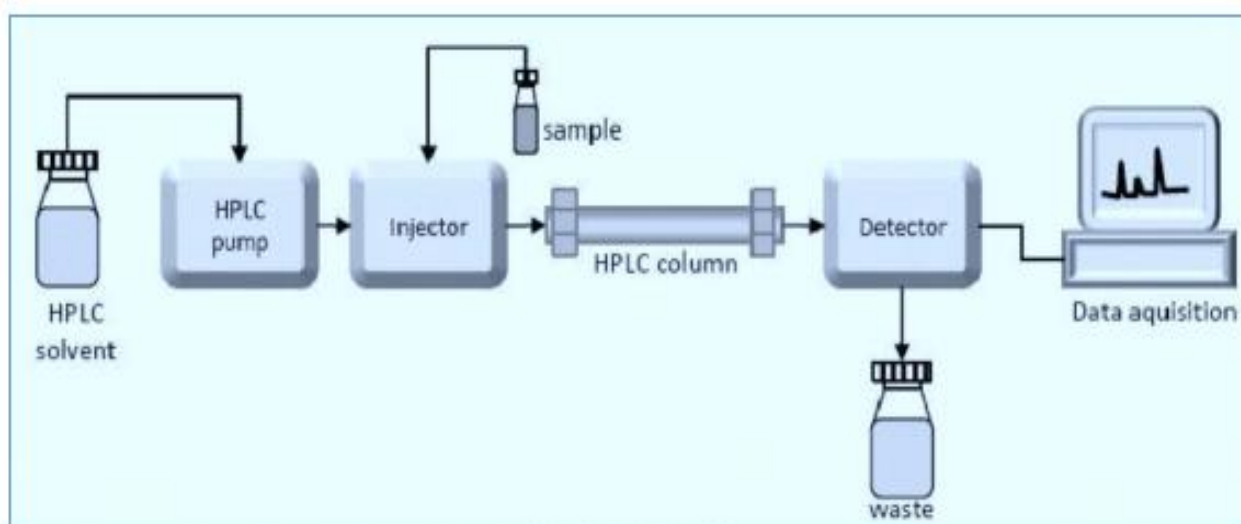 HPLC
solvent
HPLC
pump
Injector
sample
HPLC column
Detector
waste
Data aquisition